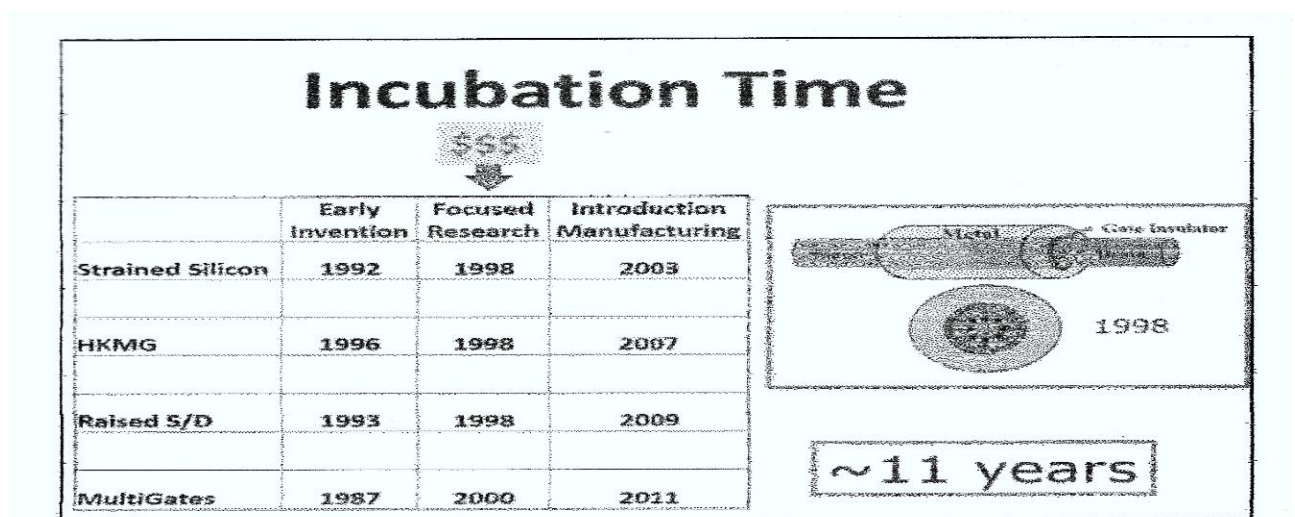 Incubation Time
$$$
Early Invention Focused Research Introduction Manufacturing
Strained Silicon 1992 1998 2003
HKMG 1996 1998 2007
Raised S/D 1993 1998 2009
MultiGates 1987 2000 2011
Metal
Gate Insulator
Drain
1998
~11 years